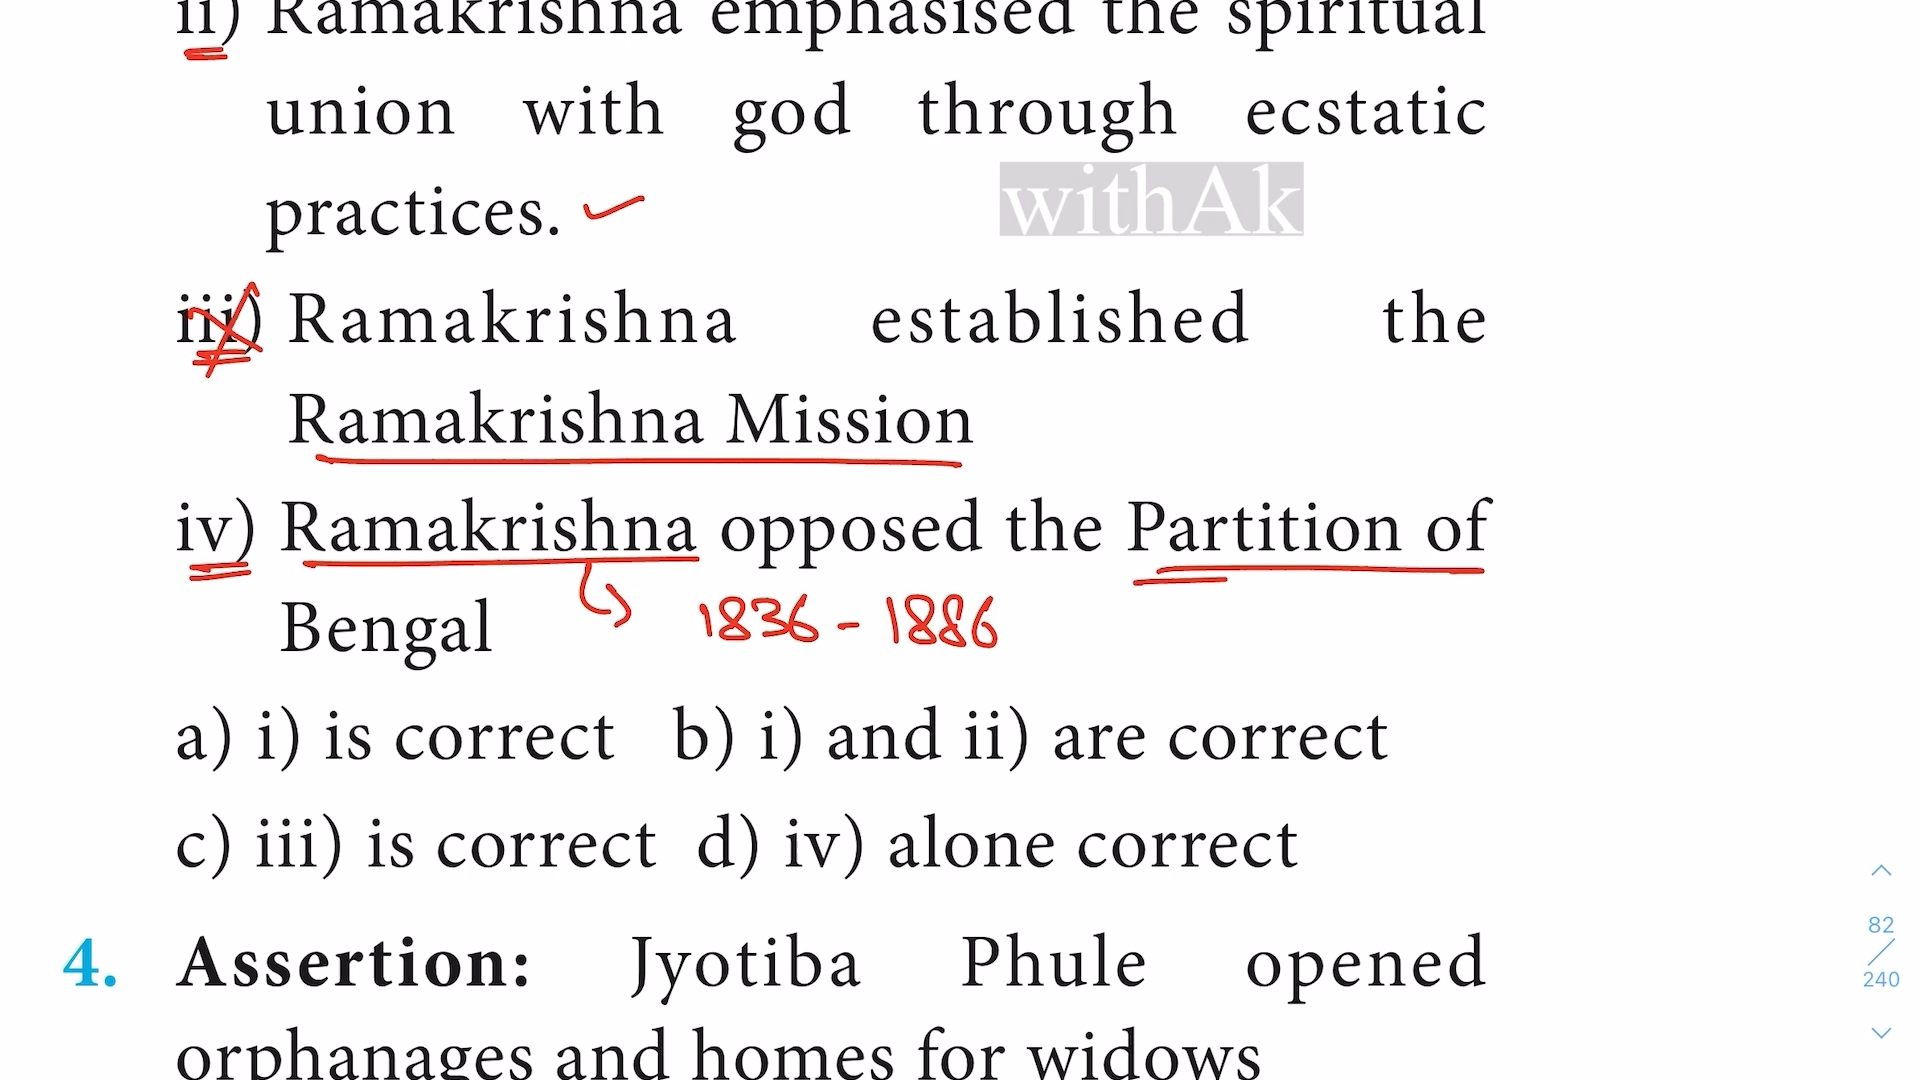 ii) Ramakrishna emphasised the spiritual
union with god through ecstatic
practices.
withAk
iii) Ramakrishna established the
Ramakrishna Mission
iv) Ramakrishna opposed the Partition of
Bengal
1836 - 1886
a) i) is correct b) i) and ii) are correct
c) iii) is correct d) iv) alone correct
82
240
4. Assertion: Jyotiba Phule opened
orphanages and homes for widows